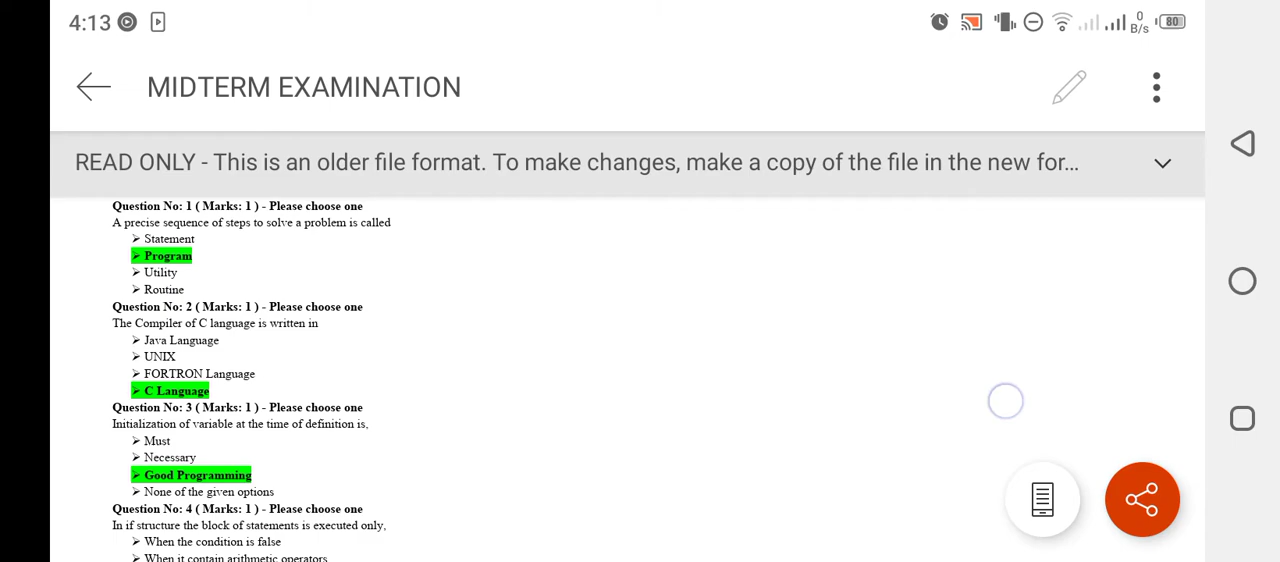 4:13
0
B/s
80
MIDTERM EXAMINATION
READ ONLY - This is an older file format. To make changes, make a copy of the file in the new for...
Question No: 1 ( Marks: 1 ) - Please choose one
A precise sequence of steps to solve a problem is called
➢ Statement
➢ Program
➢ Utility
➢ Routine
Question No: 2 ( Marks: 1 ) - Please choose one
The Compiler of C language is written in
➢ Java Language
➢ UNIX
➢ FORTRON Language
➢ C Language
Question No: 3 ( Marks: 1 ) - Please choose one
Initialization of variable at the time of definition is,
➢ Must
➢ Necessary
➢ Good Programming
➢ None of the given options
Question No: 4 ( Marks: 1 ) - Please choose one
In if structure the block of statements is executed only,
➢ When the condition is false
➢ When it contain arithmetic operators